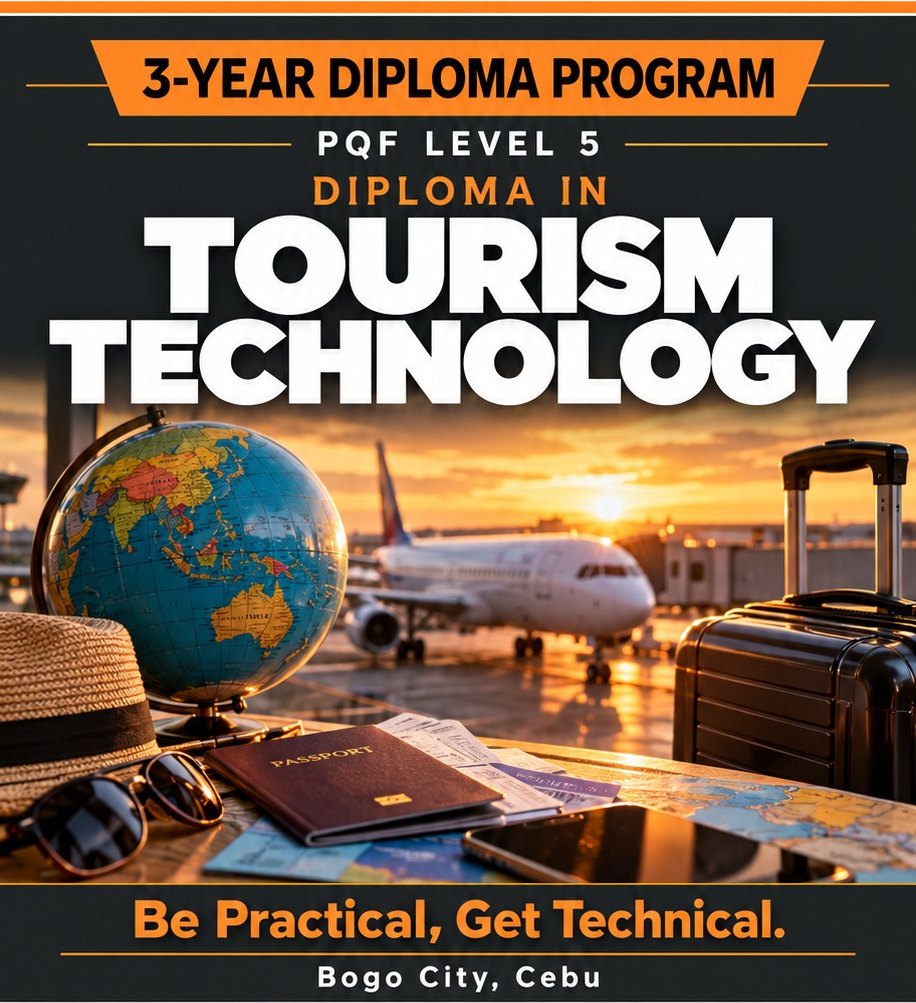 3-YEAR DIPLOMA PROGRAM
PQF LEVEL 5
DIPLOMA IN
TOURISM
TECHNOLOGY
PASSPORT
Be Practical, Get Technical.
Bogo City, Cebu